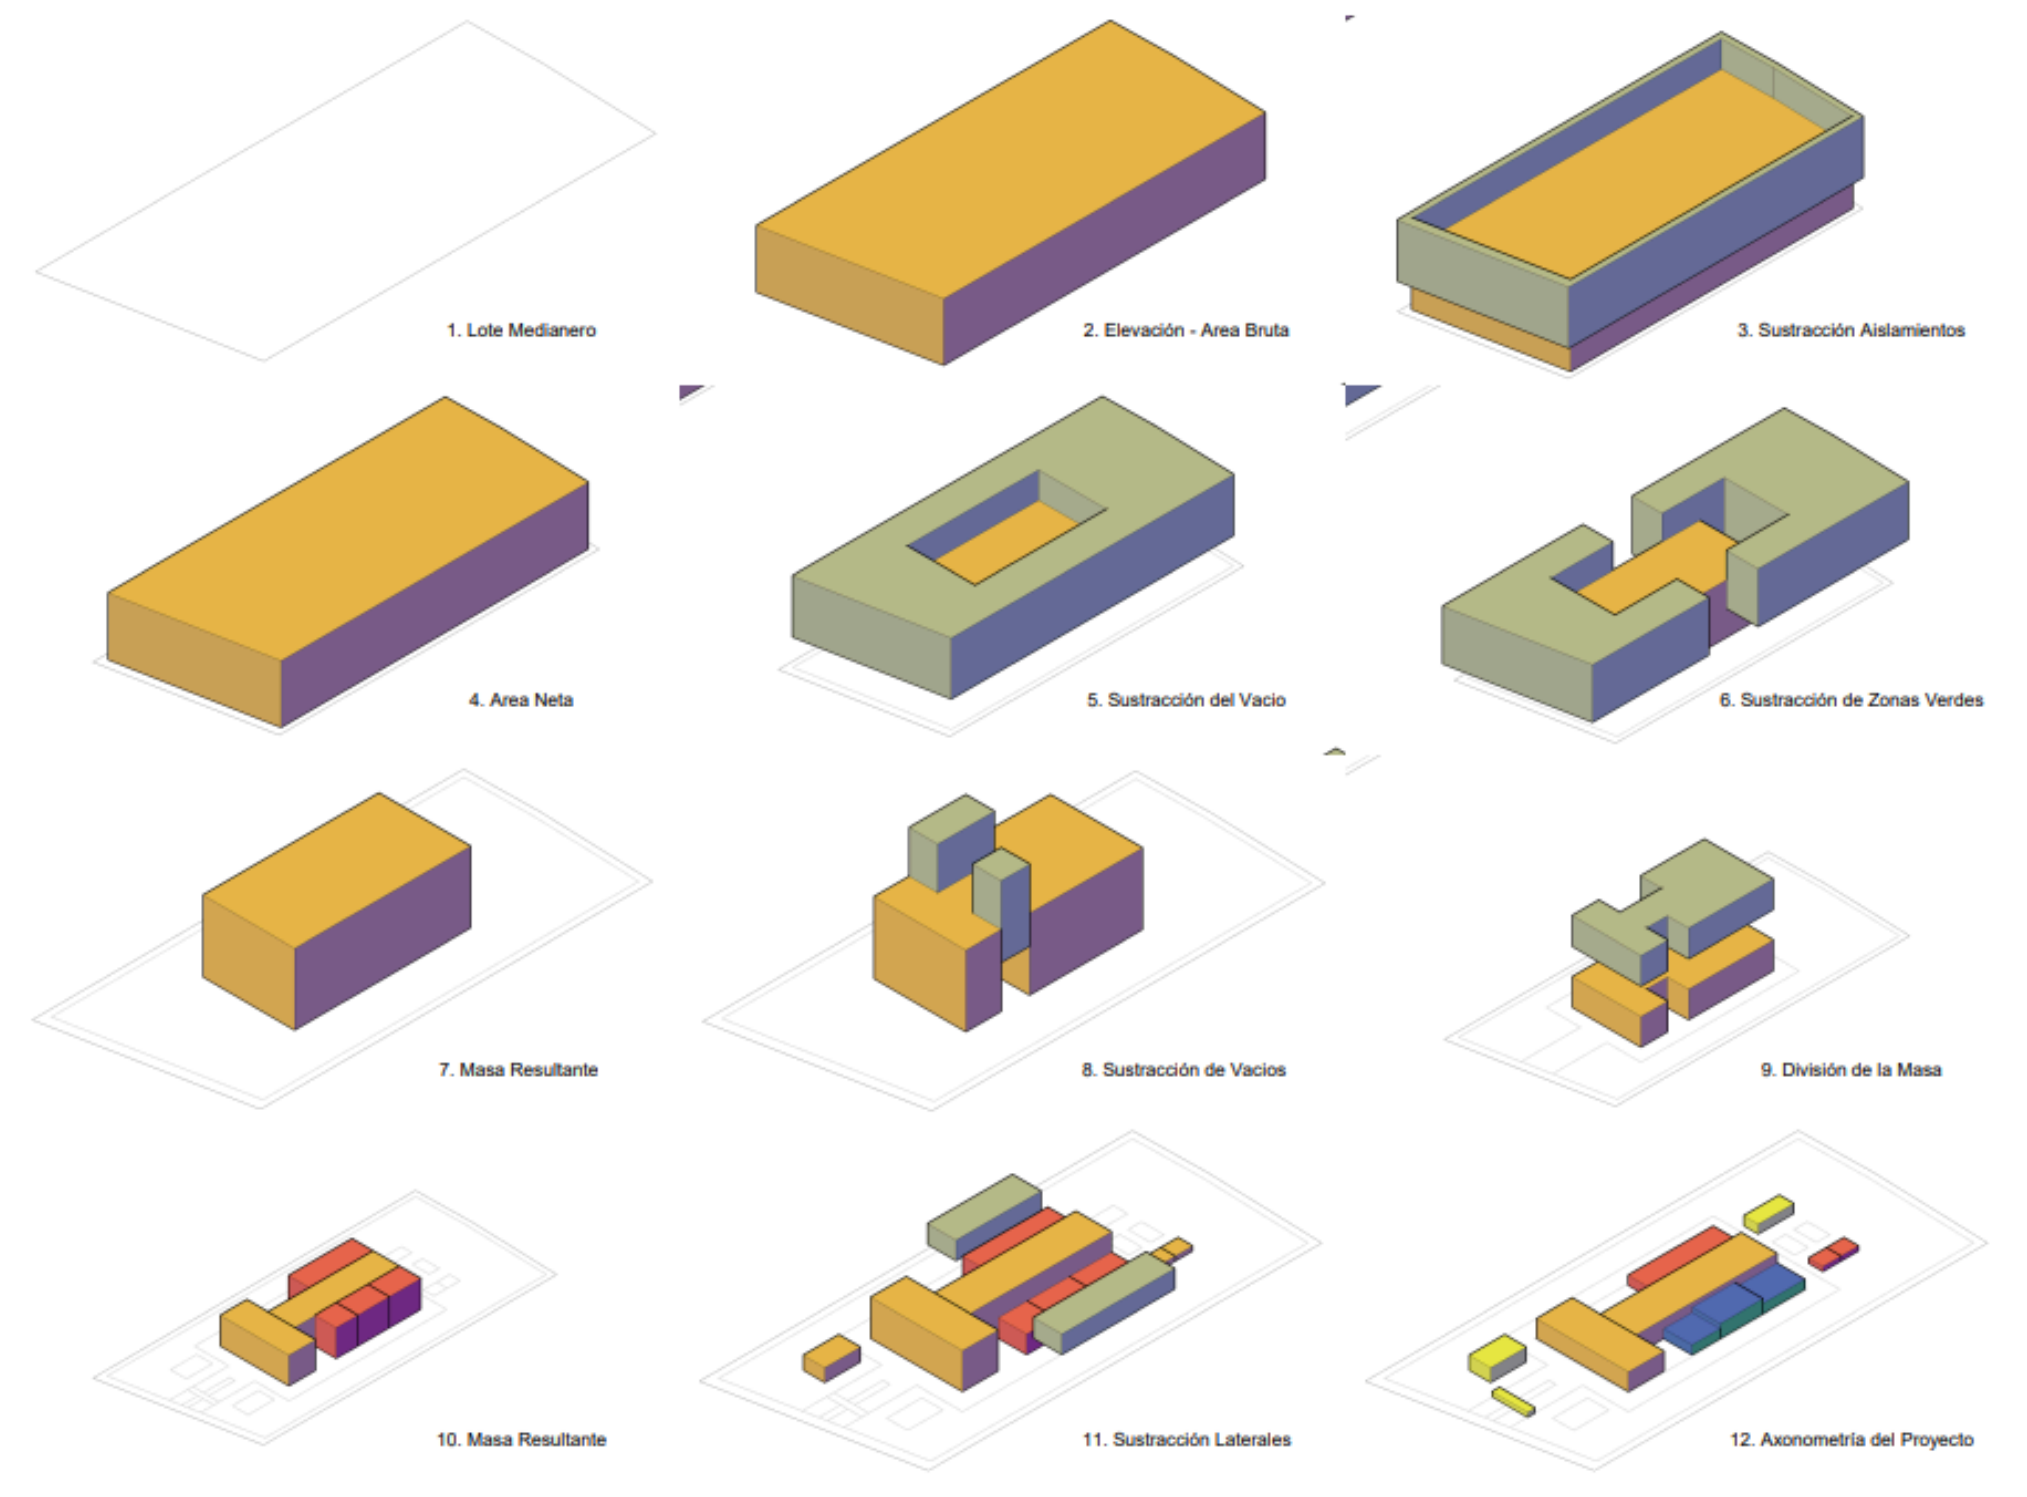 1. Lote Medianero
2. Elevación - Area Bruta
3. Sustracción Aislamientos
4. Area Neta
5. Sustracción del Vacio
6. Sustracción de Zonas Verdes
7. Masa Resultante
8. Sustracción de Vacios
9. División de la Masa
10. Masa Resultante
11. Sustracción Laterales
12. Axonometría del Proyecto